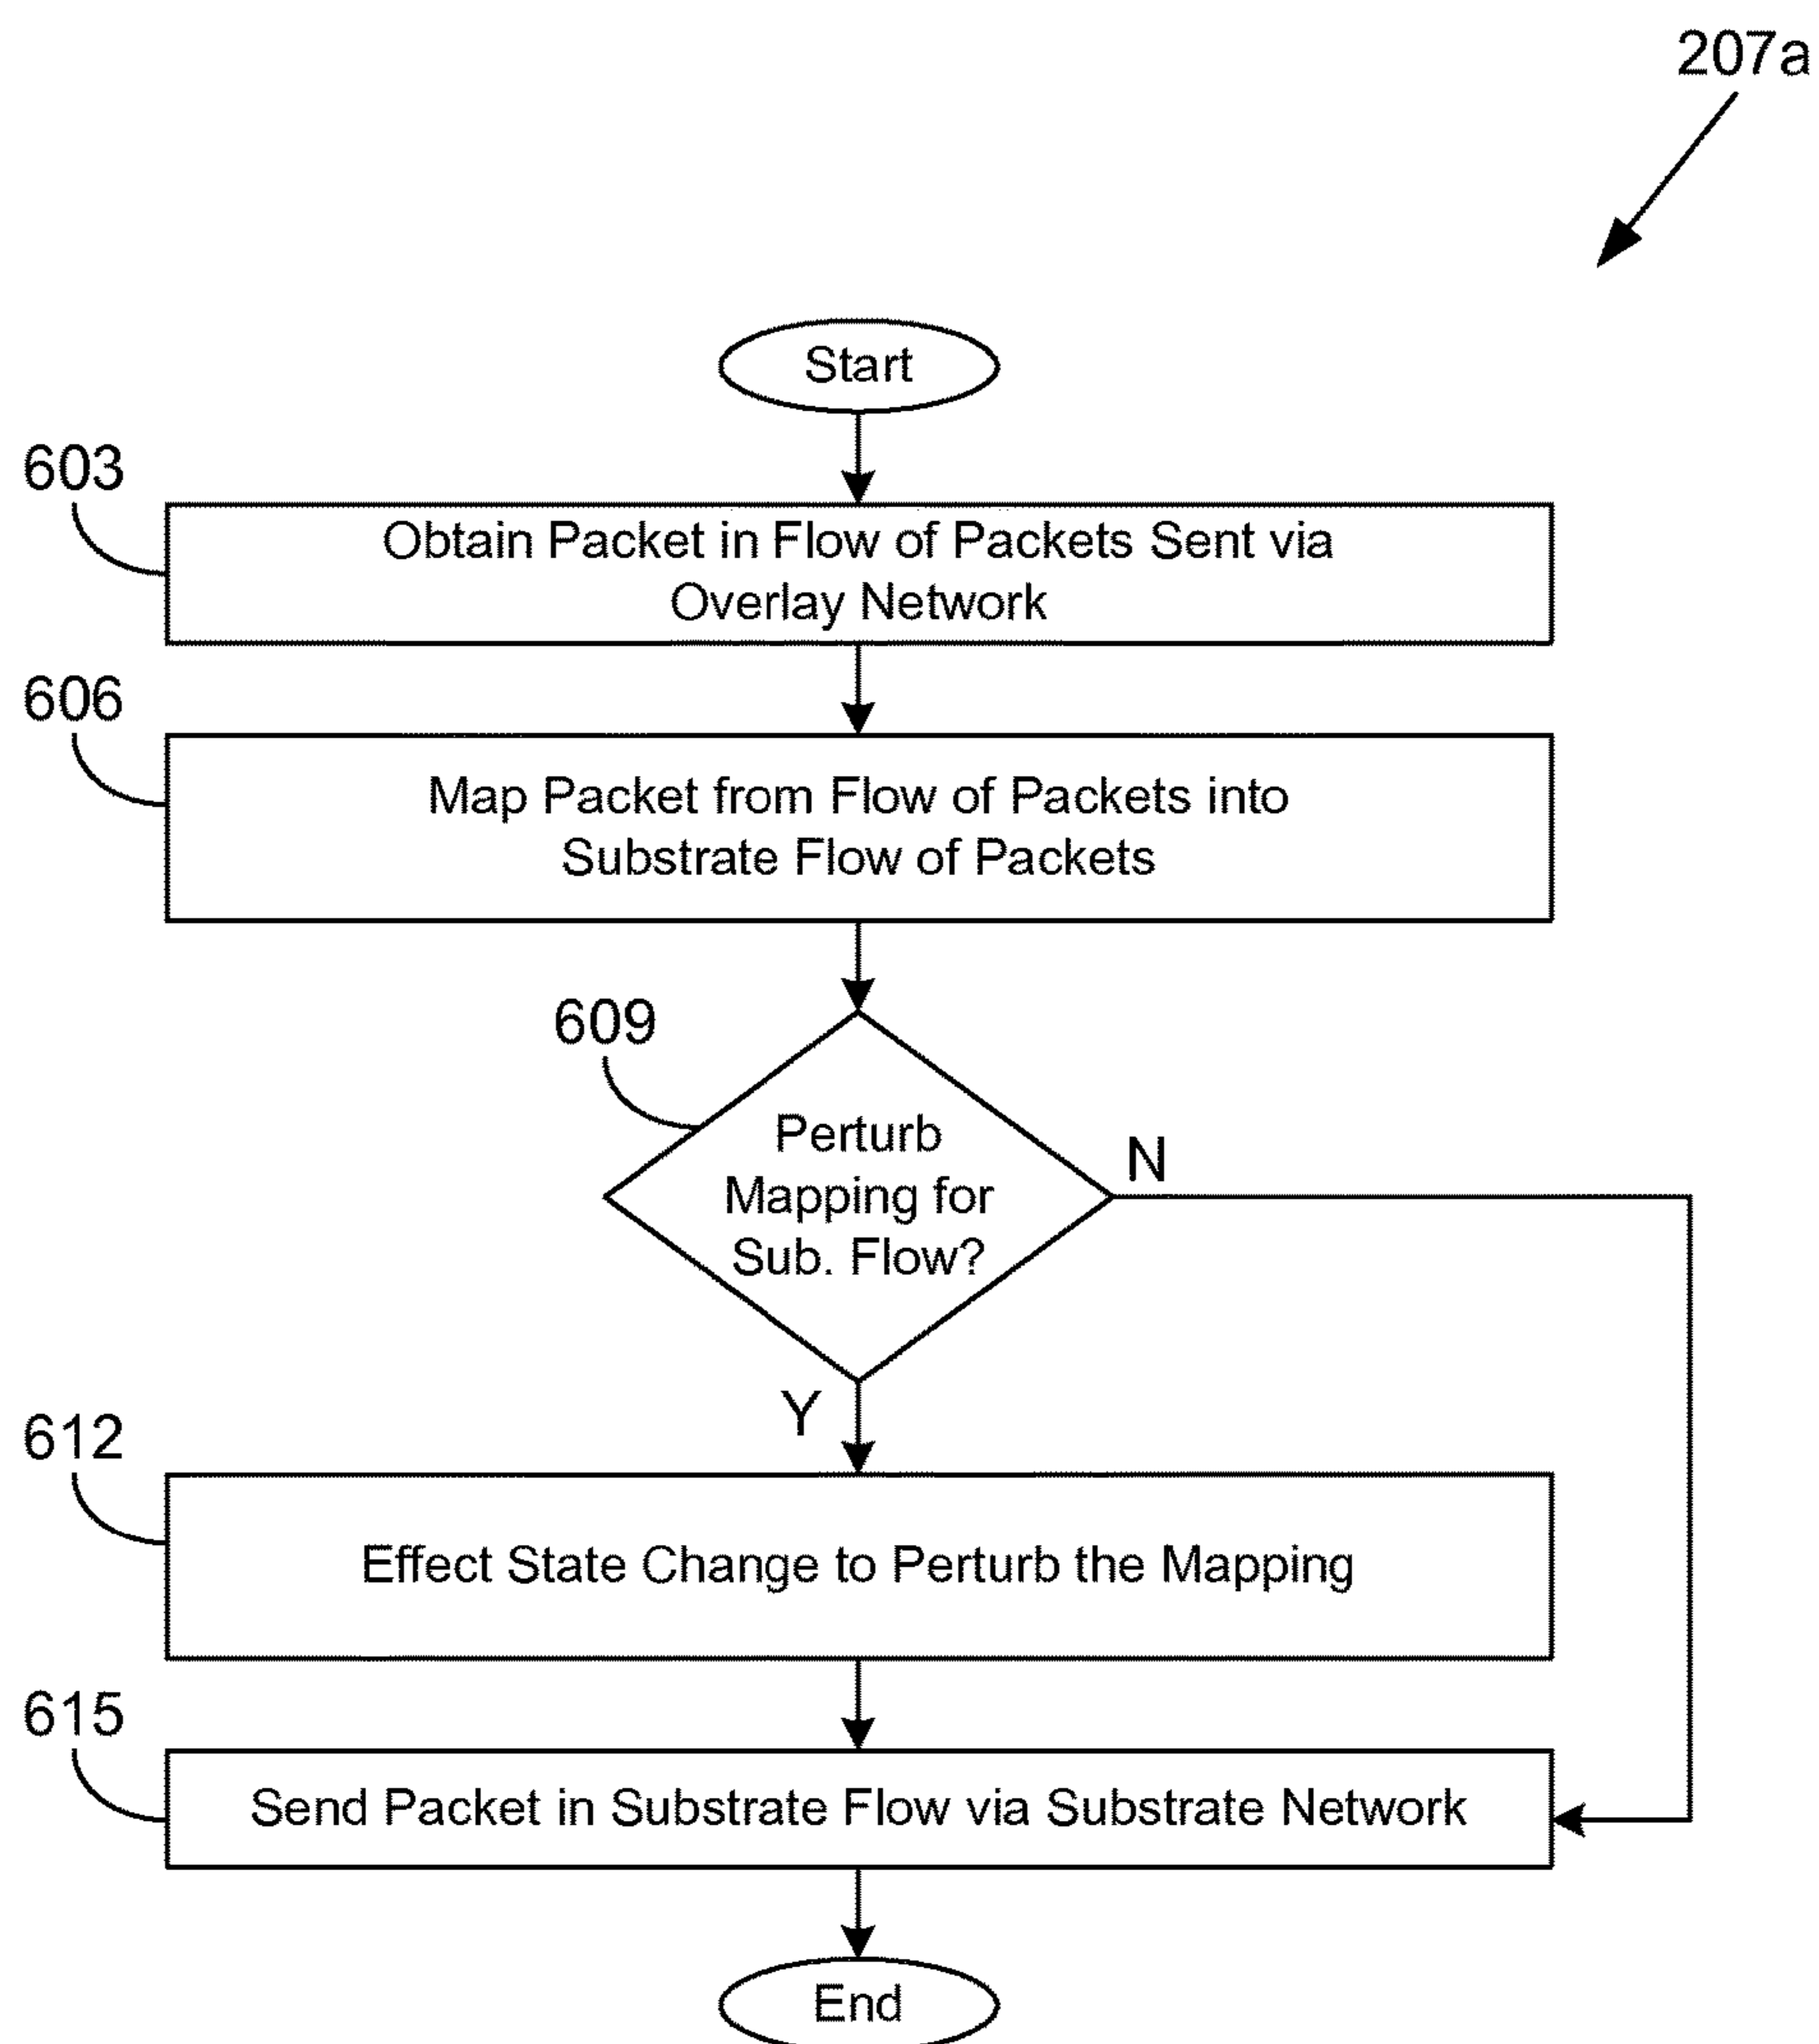 207a
Start
603
Obtain Packet in Flow of Packets Sent via
Overlay Network
606
Map Packet from Flow of Packets into
Substrate Flow of Packets
609
Perturb
Mapping for
Sub. Flow?
N
Y
612
Effect State Change to Perturb the Mapping
615
Send Packet in Substrate Flow via Substrate Network
End